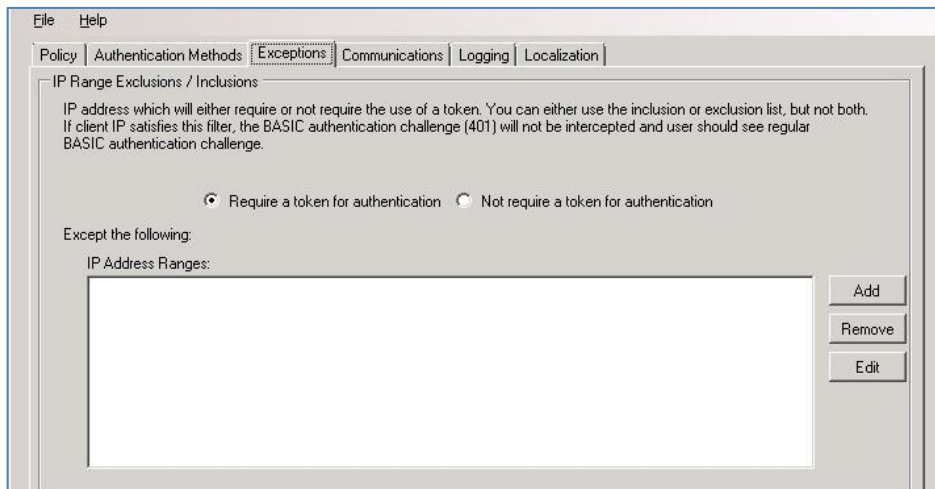 File Help
Policy Authentication Methods Exceptions Communications Logging Localization
IP Range Exclusions / Inclusions
IP address which will either require or not require the use of a token. You can either use the inclusion or exclusion list, but not both.
If client IP satisfies this filter, the BASIC authentication challenge (401) will not be intercepted and user should see regular
BASIC authentication challenge.
Require a token for authentication Not require a token for authentication
Except the following:
IP Address Ranges:
Add
Remove
Edit